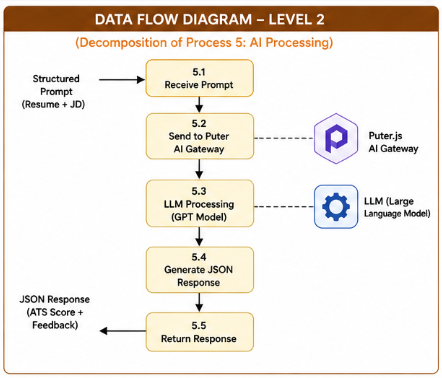 DATA FLOW DIAGRAM – LEVEL 2
(Decomposition of Process 5: AI Processing)
Structured
Prompt
(Resume + JD)
5.1
Receive Prompt
5.2
Send to Puter
AI Gateway
Puter.js
AI Gateway
5.3
LLM Processing
(GPT Model)
LLM (Large
Language Model)
5.4
Generate JSON
Response
JSON Response
(ATS Score +
Feedback)
5.5
Return Response